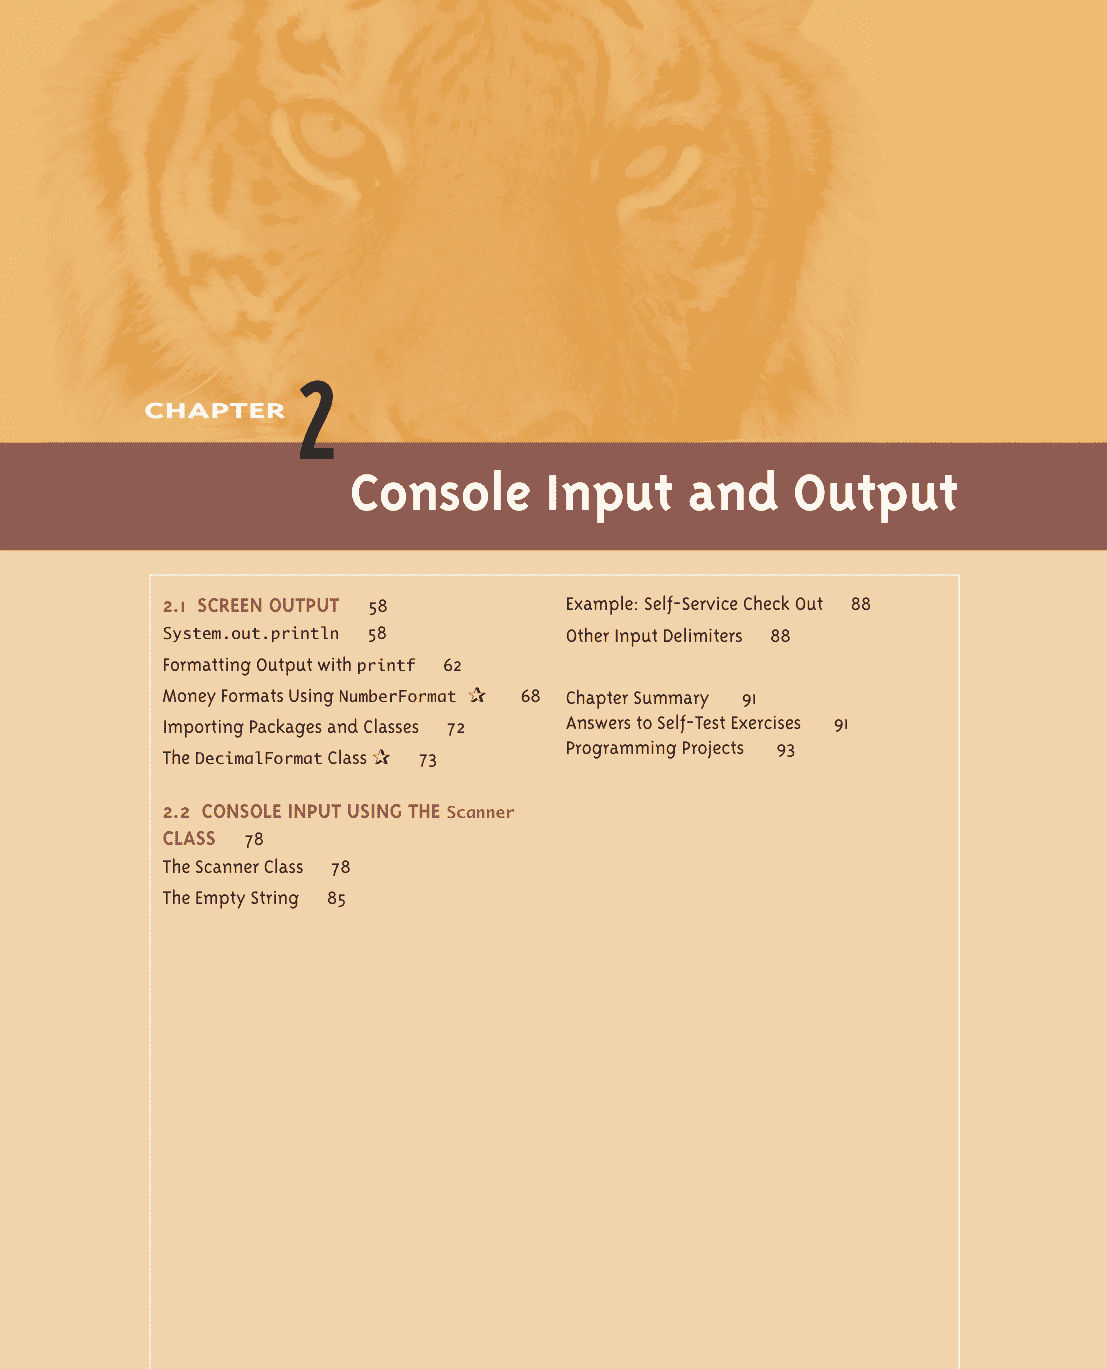 CHAPTER 2
Console Input and Output
2.1 SCREEN OUTPUT 58
System.out.println 58
Formatting Output with printf 62
Money Formats Using NumberFormat ✰ 68
Importing Packages and Classes 72
The DecimalFormat Class ✰ 73
2.2 CONSOLE INPUT USING THE Scanner
CLASS 78
The Scanner Class 78
The Empty String 85
Example: Self-Service Check Out 88
Other Input Delimiters 88
Chapter Summary 91
Answers to Self-Test Exercises 91
Programming Projects 93